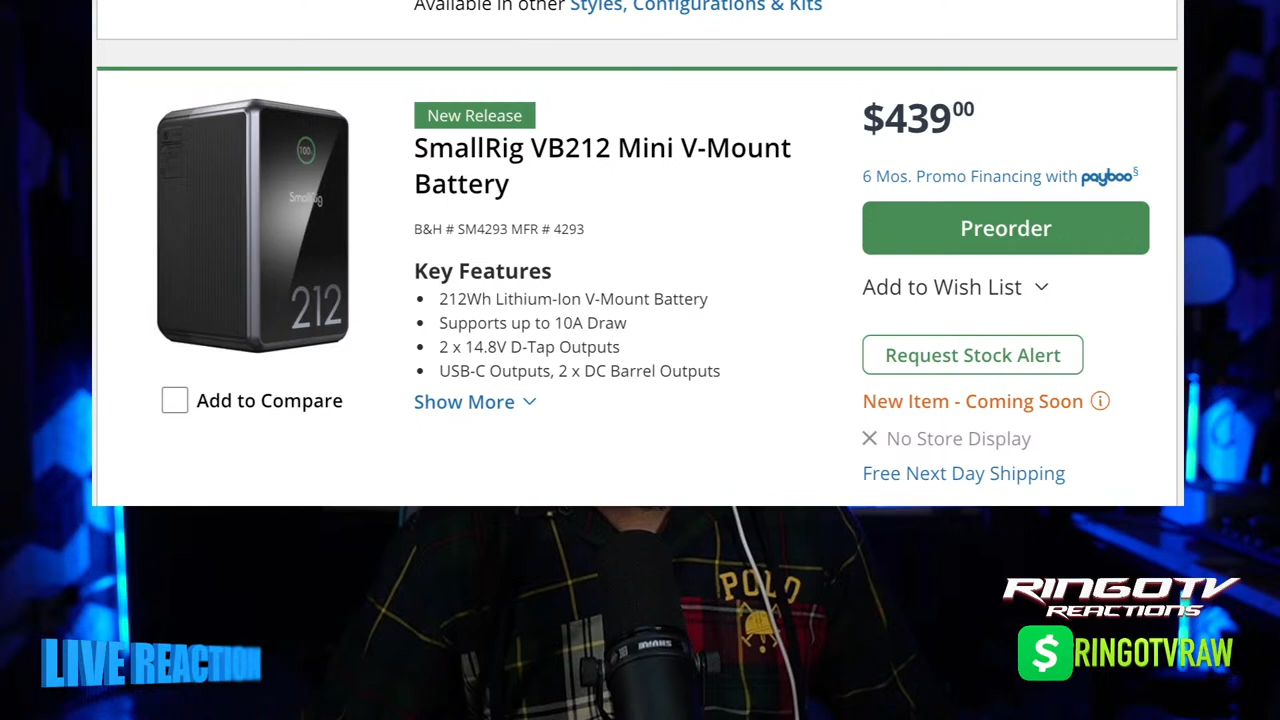 Available in other Styles, Configurations & Kits
New Release
SmallRig VB212 Mini V-Mount
Battery
B&H # SM4293 MFR # 4293
Key Features
• 212Wh Lithium-Ion V-Mount Battery
• Supports up to 10A Draw
• 2 x 14.8V D-Tap Outputs
• USB-C Outputs, 2 x DC Barrel Outputs
Show More
100
SmallRig
212
Add to Compare
$439.00
6 Mos. Promo Financing with payboo§
Preorder
Add to Wish List
Request Stock Alert
New Item - Coming Soon
No Store Display
Free Next Day Shipping
POLO
SHURE
LIVE REACTION
RINGOTV
REACTIONS
$ RINGOTVRAW